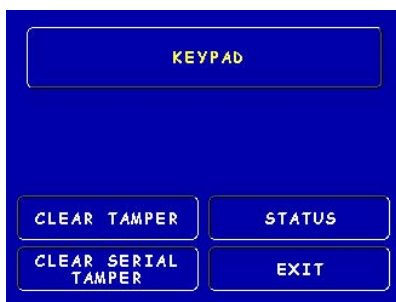 KEYPAD
CLEAR TAMPER
STATUS
CLEAR SERIAL
TAMPER
EXIT